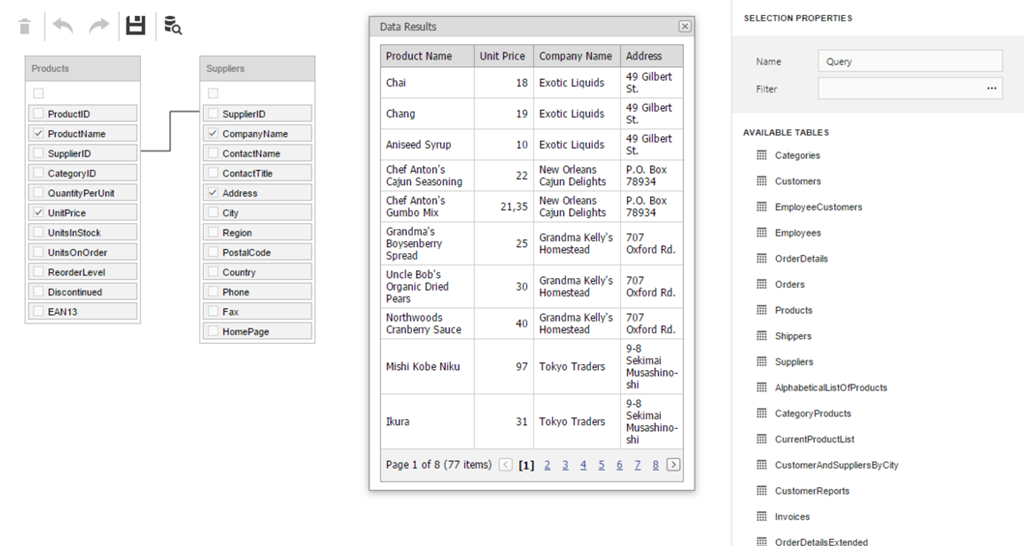 Products
ProductID
ProductName
SupplierID
CategoryID
QuantityPerUnit
UnitPrice
UnitsInStock
UnitsOnOrder
ReorderLevel
Discontinued
EAN13
Suppliers
SupplierID
CompanyName
ContactName
ContactTitle
Address
City
Region
PostalCode
Country
Phone
Fax
HomePage
Data Results
Product Name Unit Price Company Name Address
Chai 18 Exotic Liquids 49 Gilbert
St.
Chang 19 Exotic Liquids 49 Gilbert
St.
Aniseed Syrup 10 Exotic Liquids 49 Gilbert
St.
Chef Anton's 22 New Orleans P.O. Box
Cajun Seasoning Cajun Delights 78934
Chef Anton's 21,35 New Orleans P.O. Box
Gumbo Mix Cajun Delights 78934
Grandma's
Boysenberry 25 Grandma Kelly's 707
Spread Homestead Oxford Rd.
Uncle Bob's
Organic Dried 30 Grandma Kelly's 707
Pears Homestead Oxford Rd.
Northwoods 40 Grandma Kelly's 707
Cranberry Sauce Homestead Oxford Rd.
Mishi Kobe Niku 97 Tokyo Traders 9-8
Sekimai
Musashino-
shi
Ikura 31 Tokyo Traders 9-8
Sekimai
Musashino-
shi
Page 1 of 8 (77 items) < [1] 2 3 4 5 6 7 8 >
SELECTION PROPERTIES
Name Query
Filter ...
AVAILABLE TABLES
Categories
Customers
EmployeeCustomers
Employees
OrderDetails
Orders
Products
Shippers
Suppliers
AlphabeticalListOfProducts
CategoryProducts
CurrentProductList
CustomerAndSuppliersByCity
CustomerReports
Invoices
OrderDetailsExtended